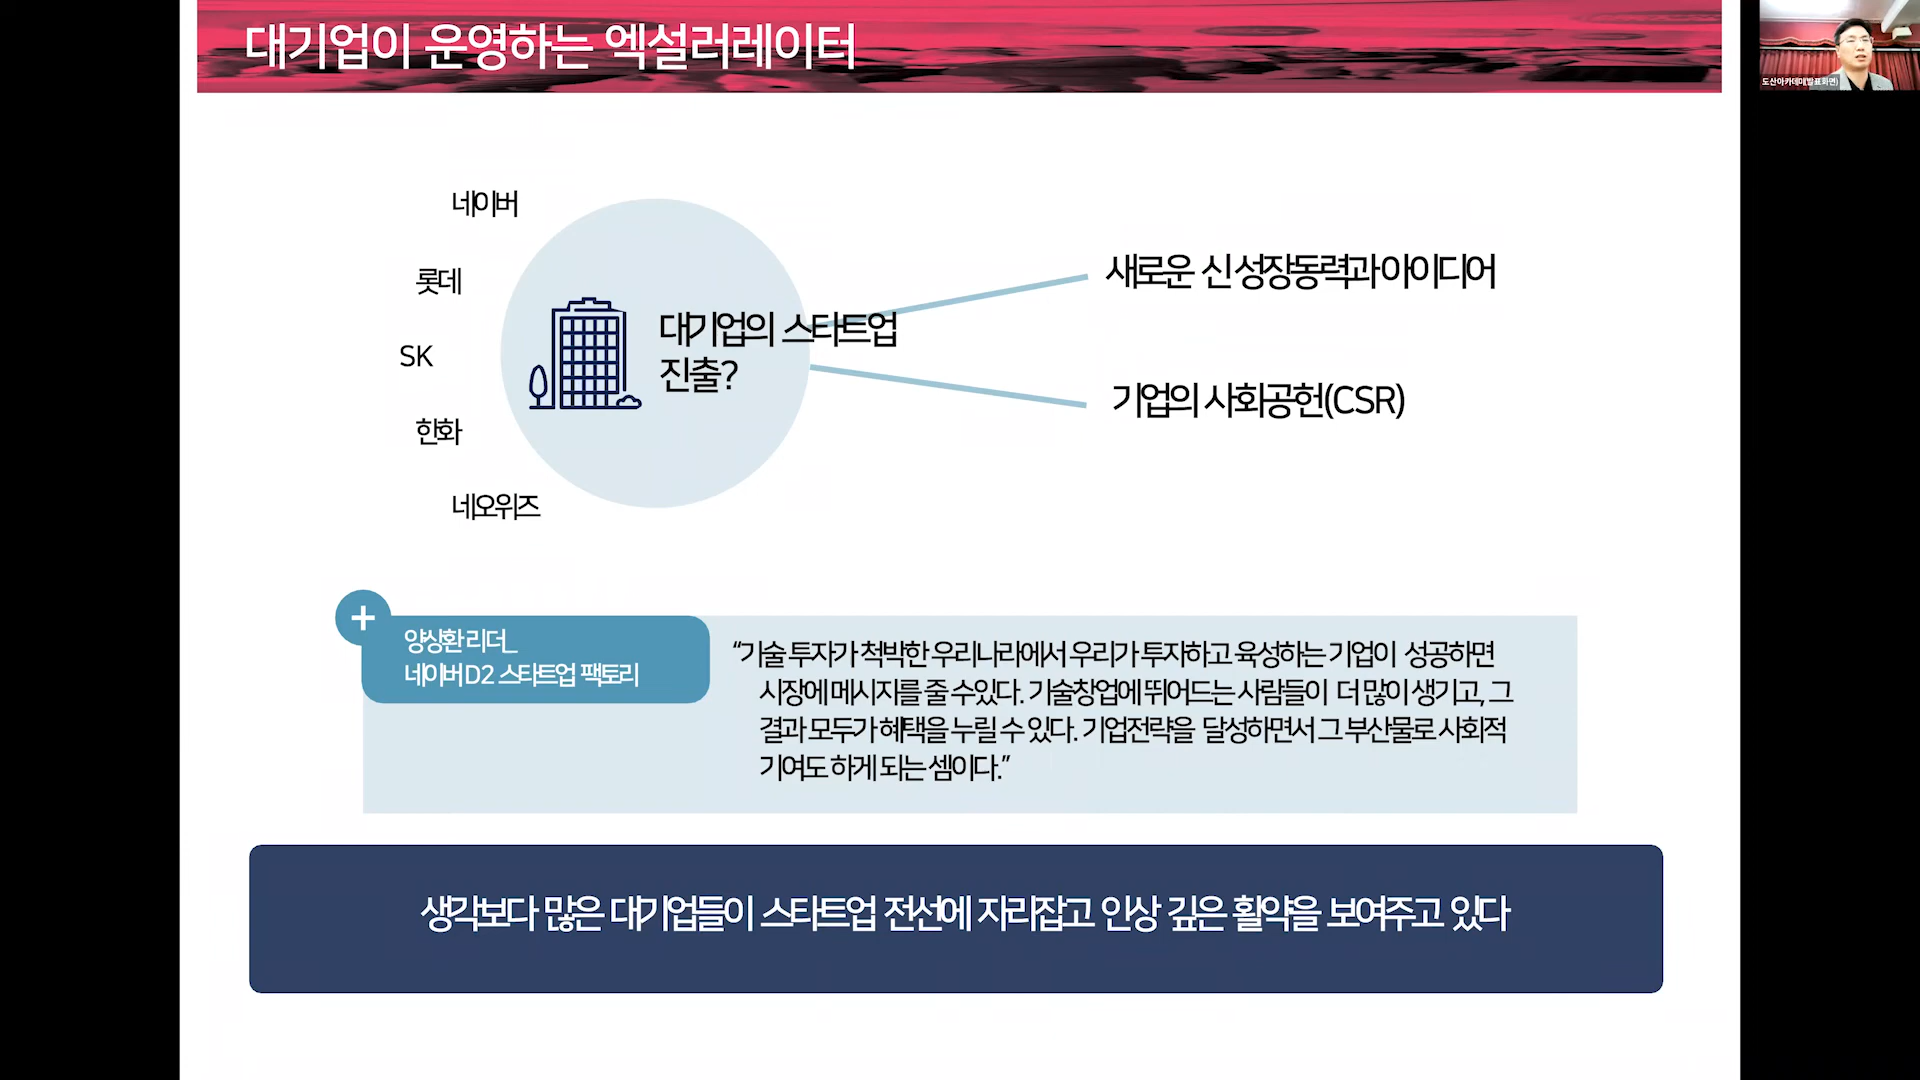 대기업이 운영하는 엑설러레이터
도산아카데미발표화면)
네이버
롯데
SK
한화
네오위즈
대기업의 스타트업
진출?
새로운 신 성장동력과 아이디어
기업의 사회공헌(CSR)
+
양상환 리더_
네이버 D2 스타트업 팩토리
“기술 투자가 척박한 우리나라에서 우리가 투자하고 육성하는 기업이 성공하면
시장에 메시지를 줄 수 있다. 기술창업에 뛰어드는 사람들이 더 많이 생기고, 그
결과 모두가 혜택을 누릴 수 있다. 기업전략을 달성하면서 그 부산물로 사회적
기여도 하게 되는 셈이다.”
생각보다 많은 대기업들이 스타트업 전선에 자리잡고 인상 깊은 활약을 보여주고 있다